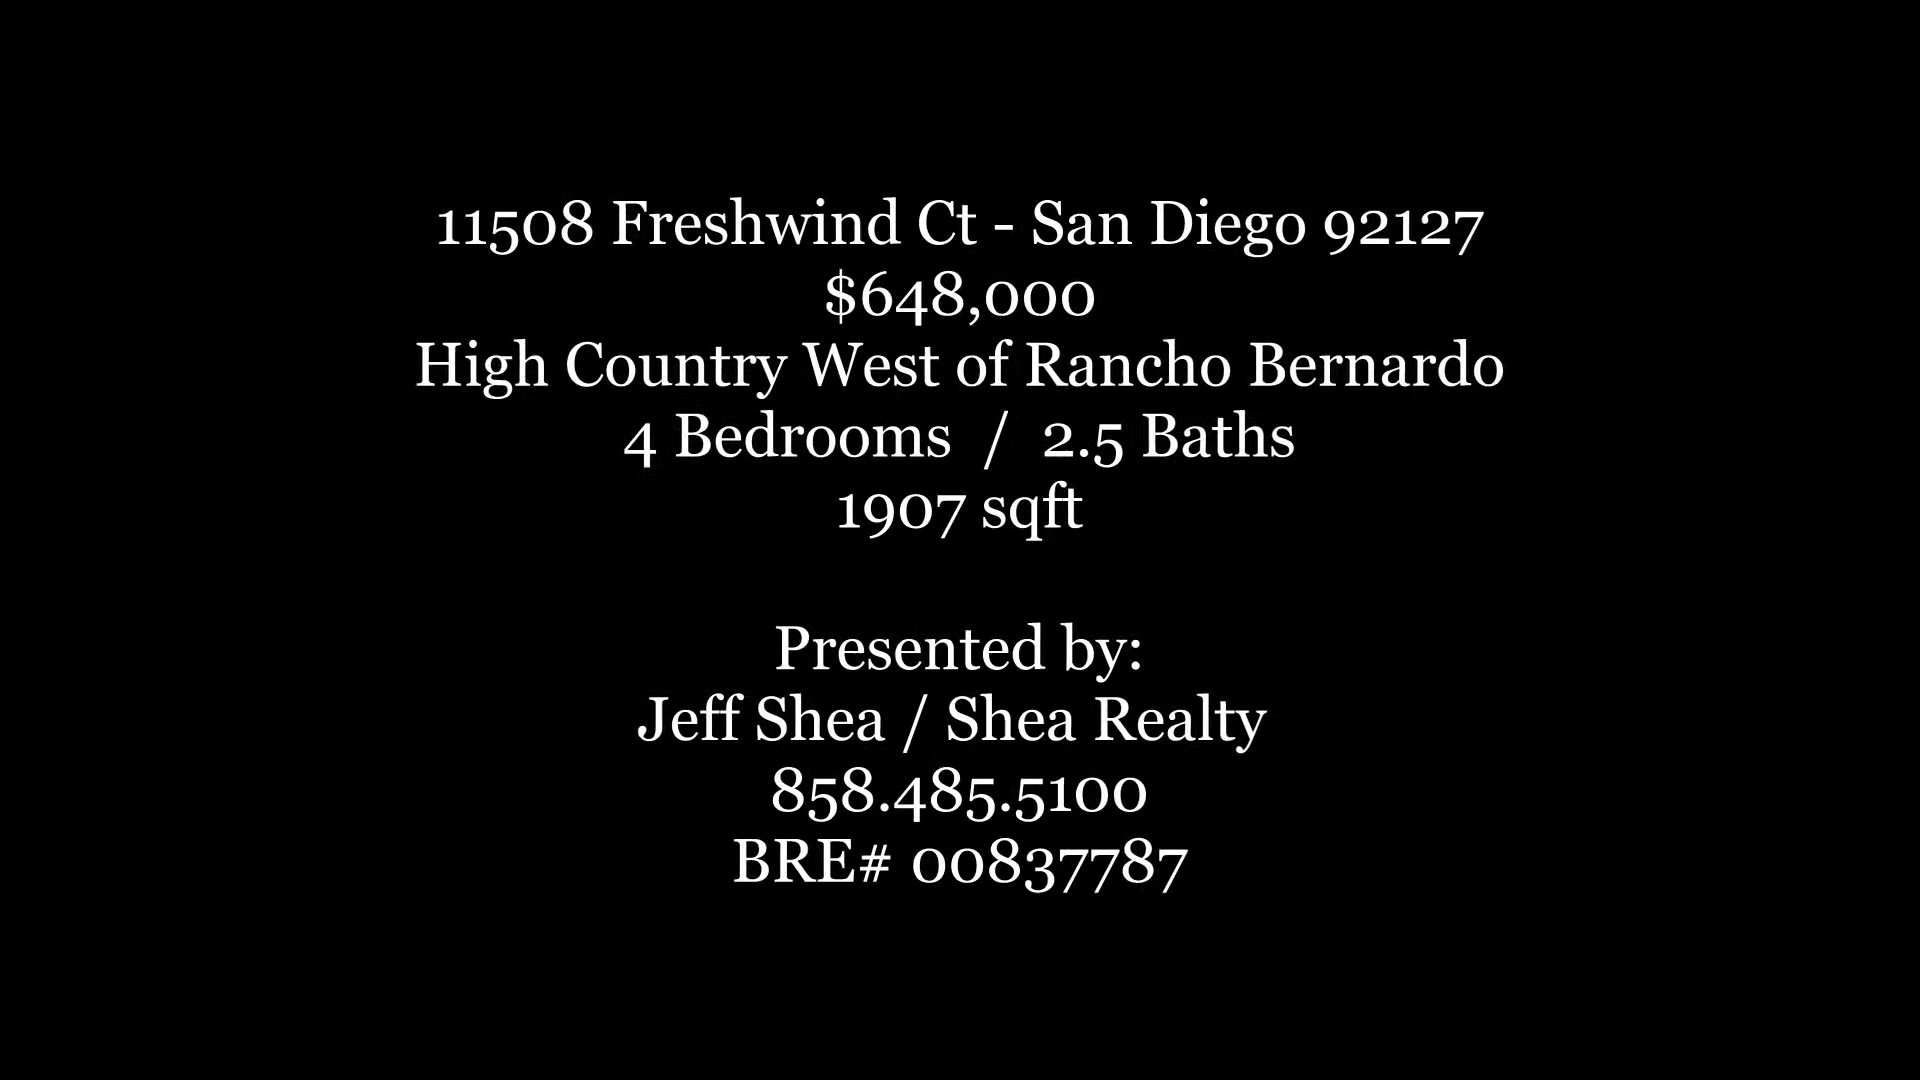 11508 Freshwind Ct - San Diego 92127
$648,000
High Country West of Rancho Bernardo
4 Bedrooms / 2.5 Baths
1907 sqft
Presented by:
Jeff Shea / Shea Realty
858.485.5100
BRE# 00837787